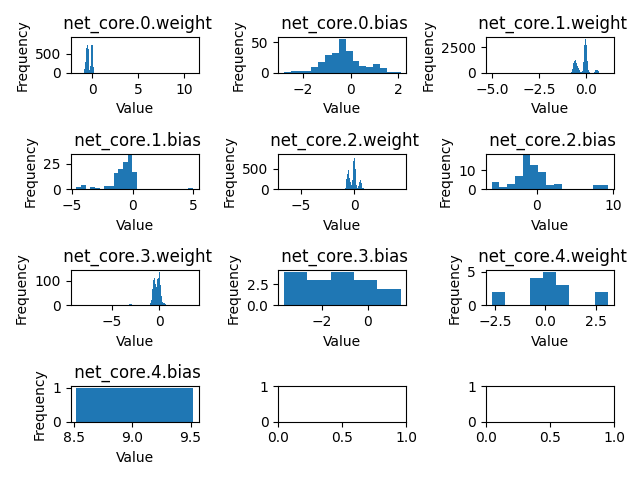 net_core.0.weight
Frequency
500
0
0
5
10
Value
net_core.0.bias
Frequency
50
0
−2
0
2
Value
net_core.1.weight
Frequency
2500
0
−5.0
−2.5
0.0
Value
net_core.1.bias
Frequency
25
0
−5
0
5
Value
net_core.2.weight
Frequency
500
0
−5
0
Value
net_core.2.bias
Frequency
10
0
0
10
Value
net_core.3.weight
Frequency
100
0
−5
0
Value
net_core.3.bias
Frequency
2.5
0.0
−2
0
Value
net_core.4.weight
Frequency
5
0
−2.5
0.0
2.5
Value
net_core.4.bias
Frequency
1
0
8.5
9.0
9.5
Value
1
0
0.0
0.5
1.0
1
0
0.0
0.5
1.0